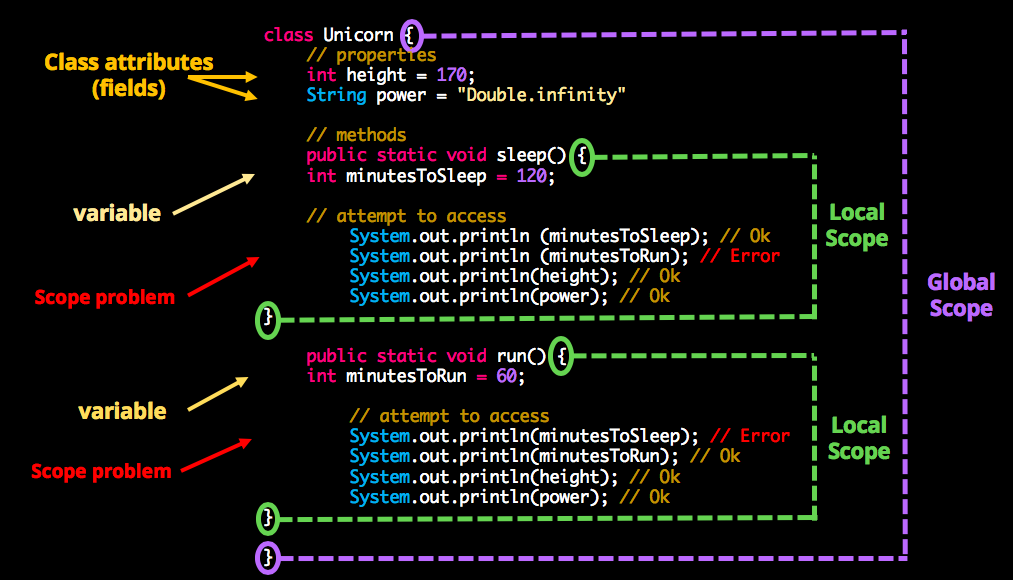 class Unicorn {
// properties
Class attributes
(fields)
int height = 170;
String power = "Double.infinity"
// methods
public static void sleep() {
int minutesToSleep = 120;
variable
// attempt to access
System.out.println (minutesToSleep); // Ok
System.out.println (minutesToRun); // Error
System.out.println(height); // Ok
System.out.println(power); // Ok
Scope problem
}
Local
Scope
Global
Scope
public static void run() {
int minutesToRun = 60;
variable
// attempt to access
System.out.println(minutesToSleep); // Error
System.out.println(minutesToRun); // Ok
System.out.println(height); // Ok
System.out.println(power); // Ok
Scope problem
Local
Scope
}
}